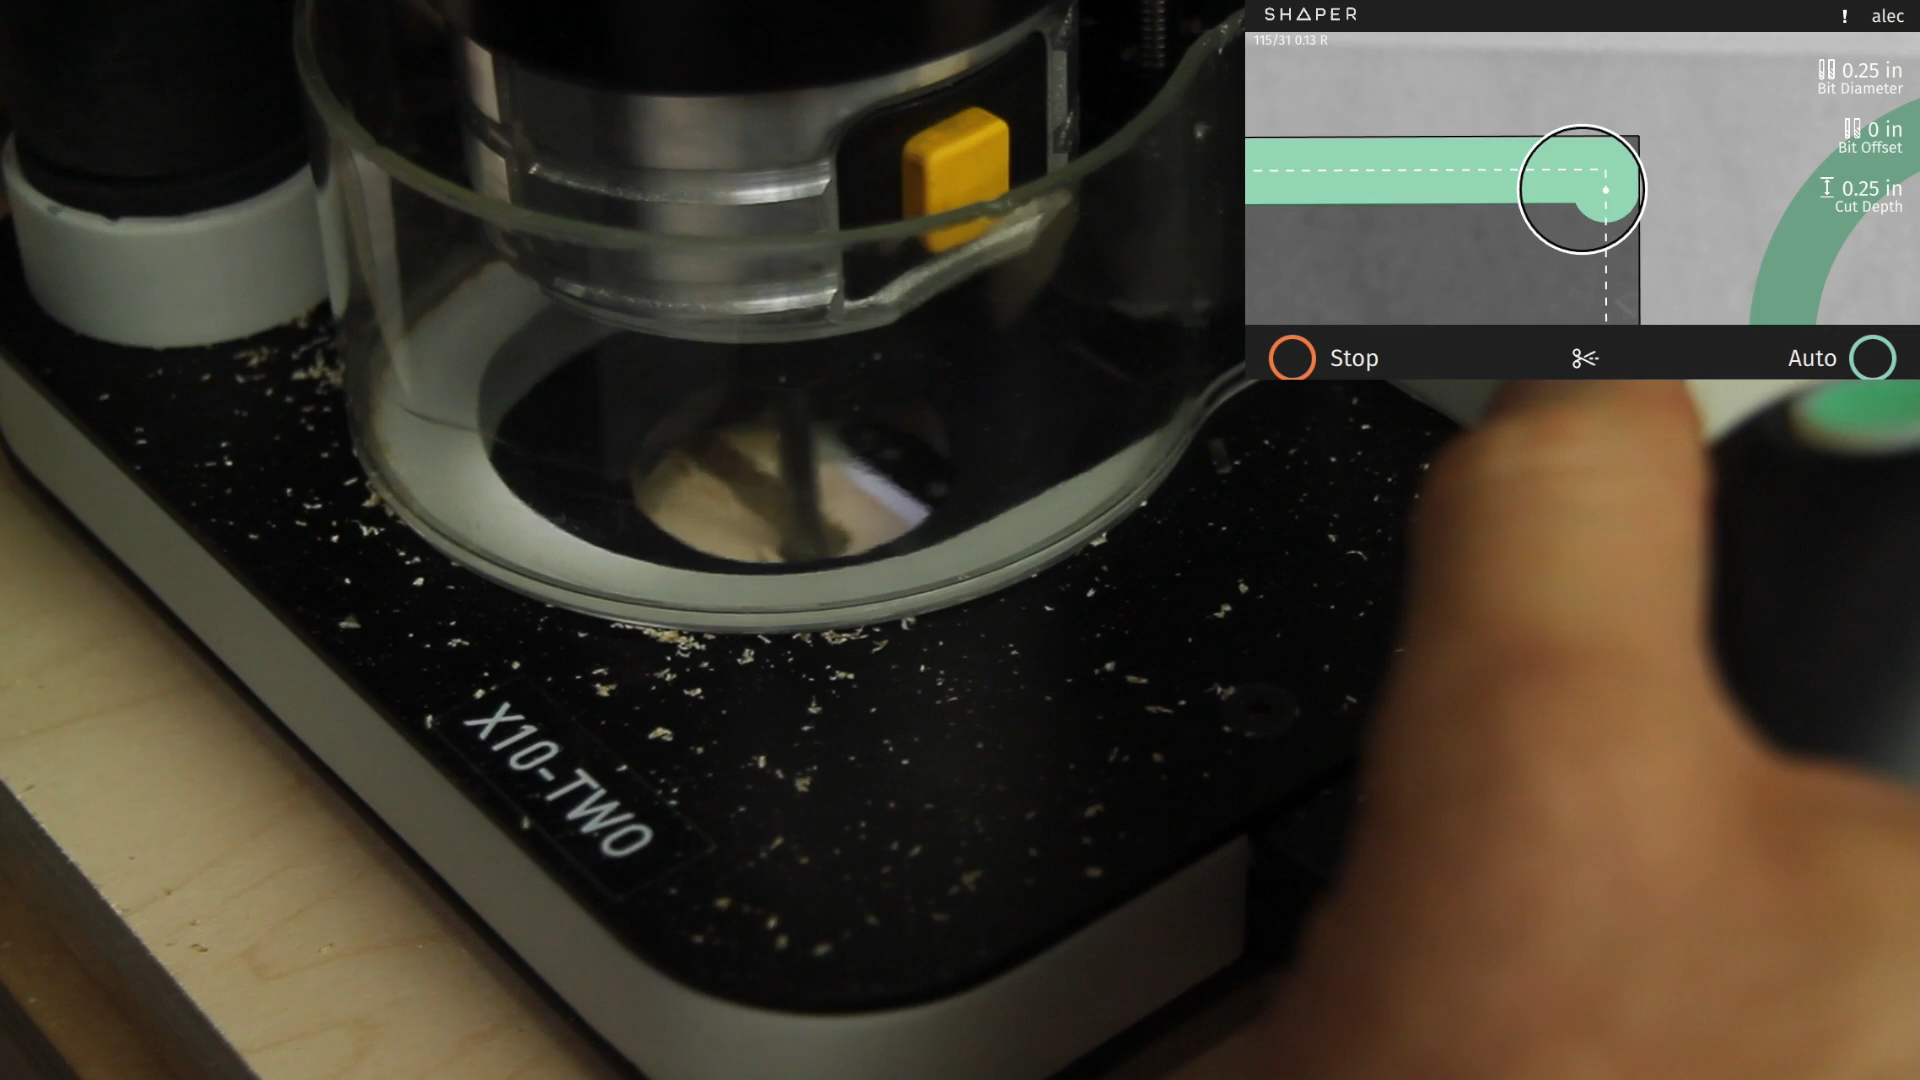 SHAPER
! alec
115/31 0.13 R
0.25 in
Bit Diameter
0 in
Bit Offset
0.25 in
Cut Depth
Stop
Auto
X10-TWO